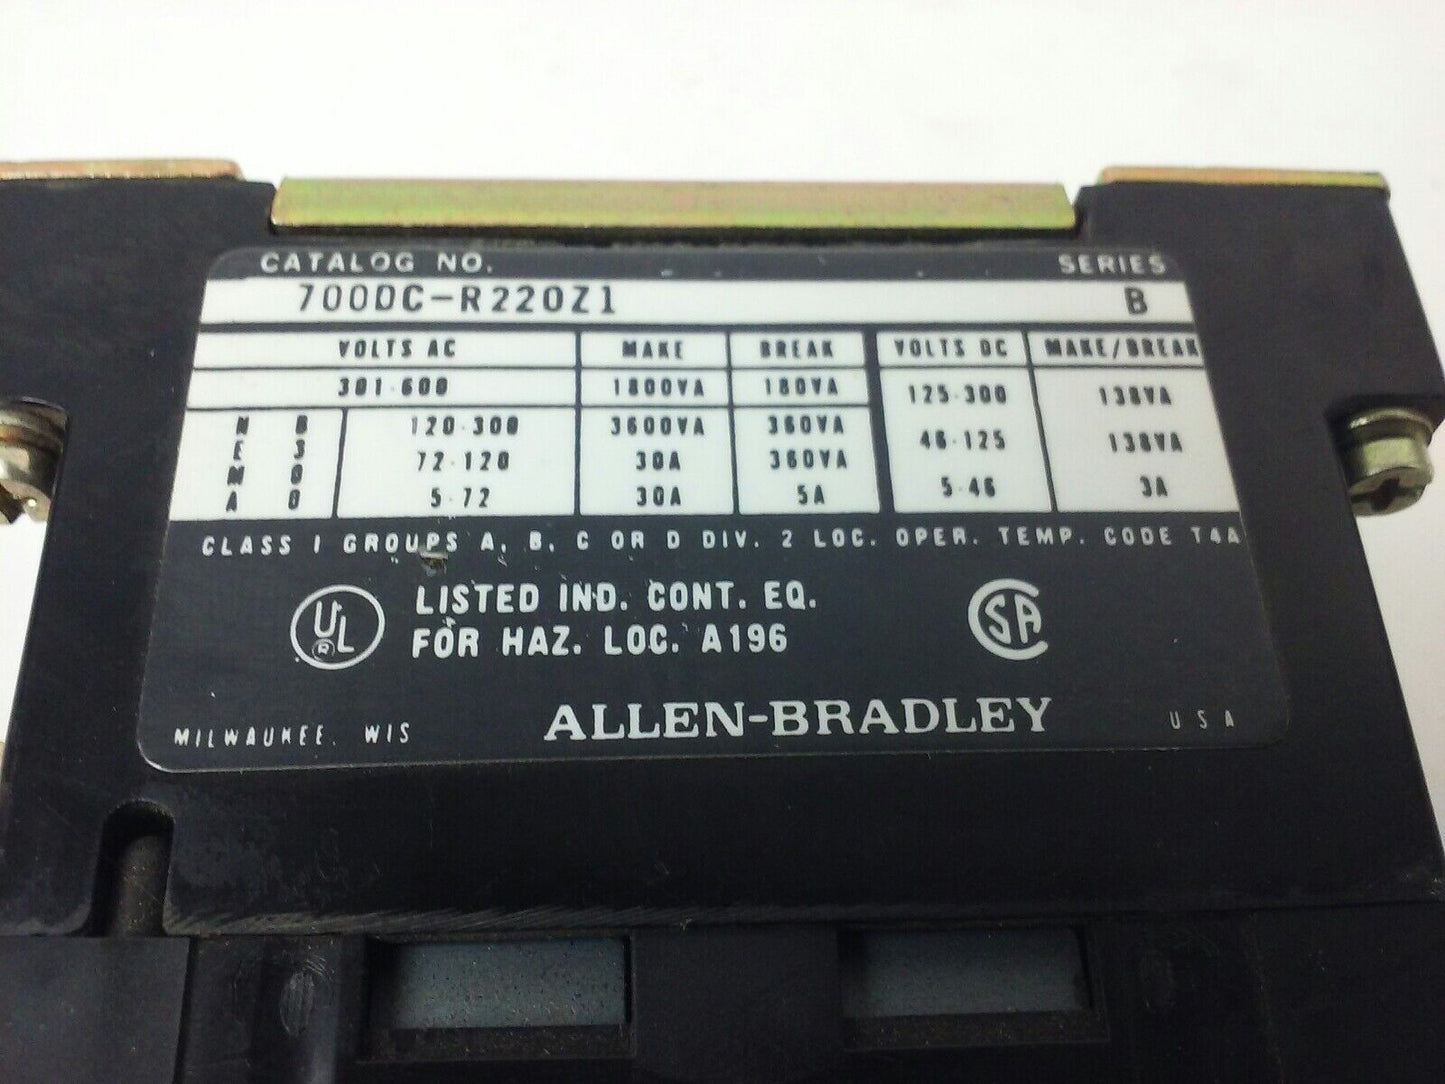 CATALOG NO. SERIES
700DC-R220Z1 B
VOLTS AC MAKE BREAK VOLTS DC MAKE/BREAK
301-600 1800VA 180VA 125-300 138VA
NEMA B300 120-300 3600VA 360VA 46-125 138VA
72-120 30A 360VA
5-72 30A 5A 5-46 3A
CLASS I GROUPS A, B, C OR D DIV. 2 LOC. OPER. TEMP. CODE T4A
UL® LISTED IND. CONT. EQ. SA
FOR HAZ. LOC. A196
MILWAUKEE, WIS ALLEN-BRADLEY USA